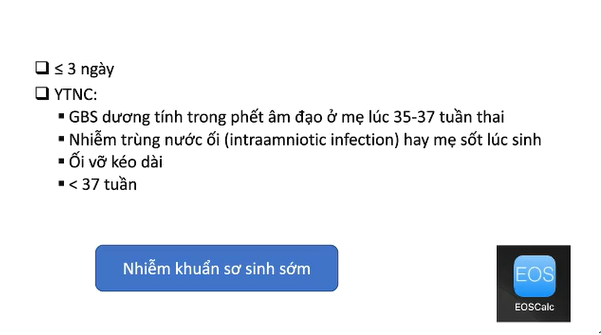 ≤ 3 ngày
YTNC:
GBS dương tính trong phết âm đạo ở mẹ lúc 35-37 tuần thai
Nhiễm trùng nước ối (intraamniotic infection) hay mẹ sốt lúc sinh
Ối vỡ kéo dài
< 37 tuần
Nhiễm khuẩn sơ sinh sớm
EOS
EOSCalc